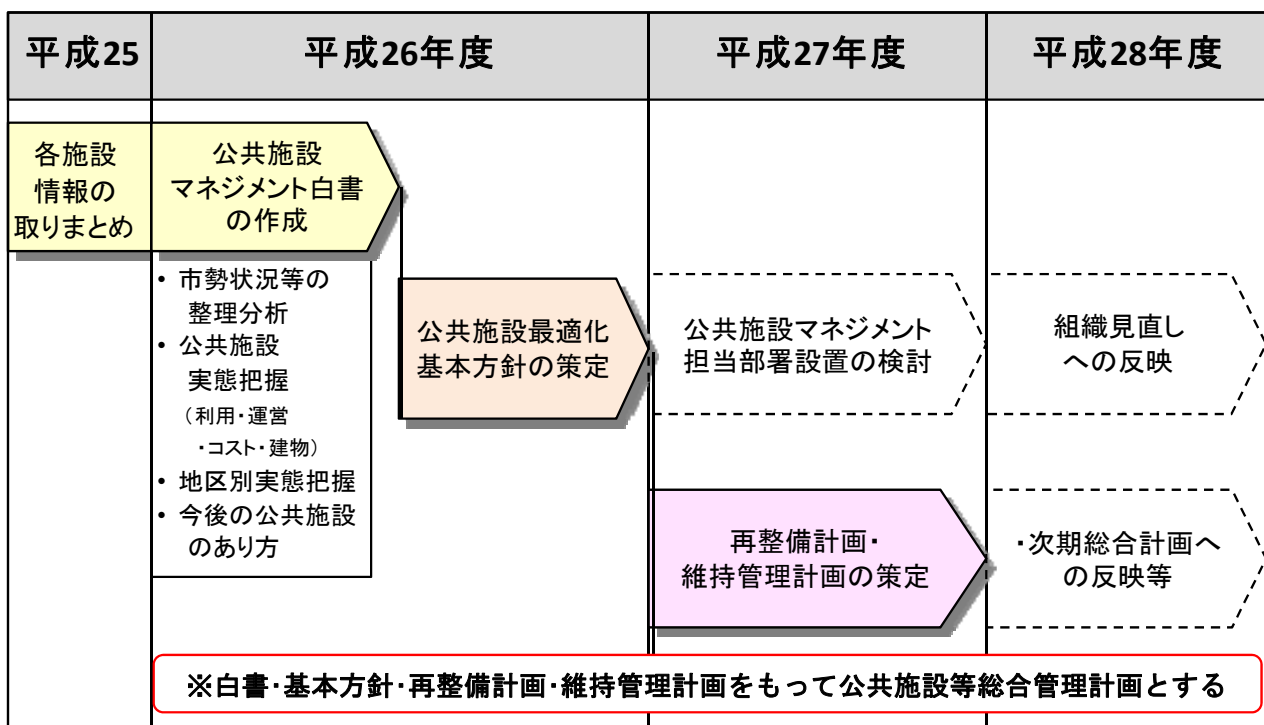 平成25
平成26年度
平成27年度
平成28年度
各施設
情報の
取りまとめ
公共施設
マネジメント白書
の作成
• 市勢状況等の
整理分析
• 公共施設
実態把握
（利用・運営
・コスト・建物）
• 地区別実態把握
• 今後の公共施設
のあり方
公共施設最適化
基本方針の策定
公共施設マネジメント
担当部署設置の検討
組織見直し
への反映
再整備計画・
維持管理計画の策定
・次期総合計画へ
の反映等
※白書・基本方針・再整備計画・維持管理計画をもって公共施設等総合管理計画とする